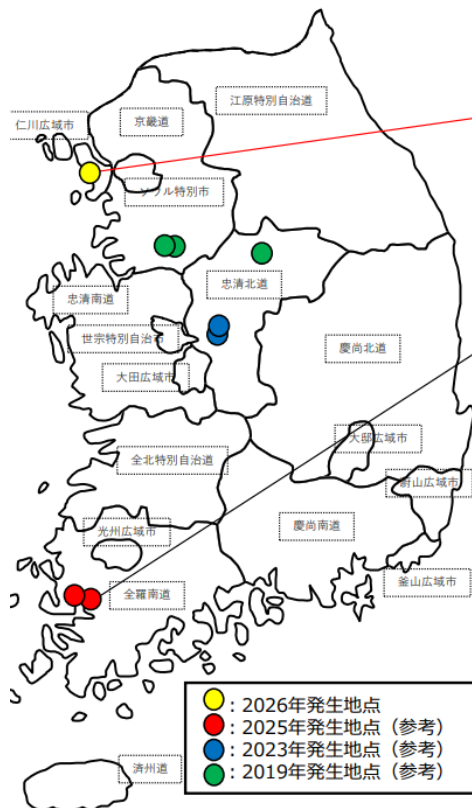 江原特別自治道
京畿道
仁川広域市
ソウル特別市
忠清北道
忠清南道
世宗特別自治市
慶尚北道
大田広域市
大邱広域市
全北特別自治道
蔚山広域市
光州広域市
慶尚南道
釜山広域市
全羅南道
:2026年発生地点
:2025年発生地点(参考)
:2023年発生地点(参考)
:2019年発生地点(参考)
済州道